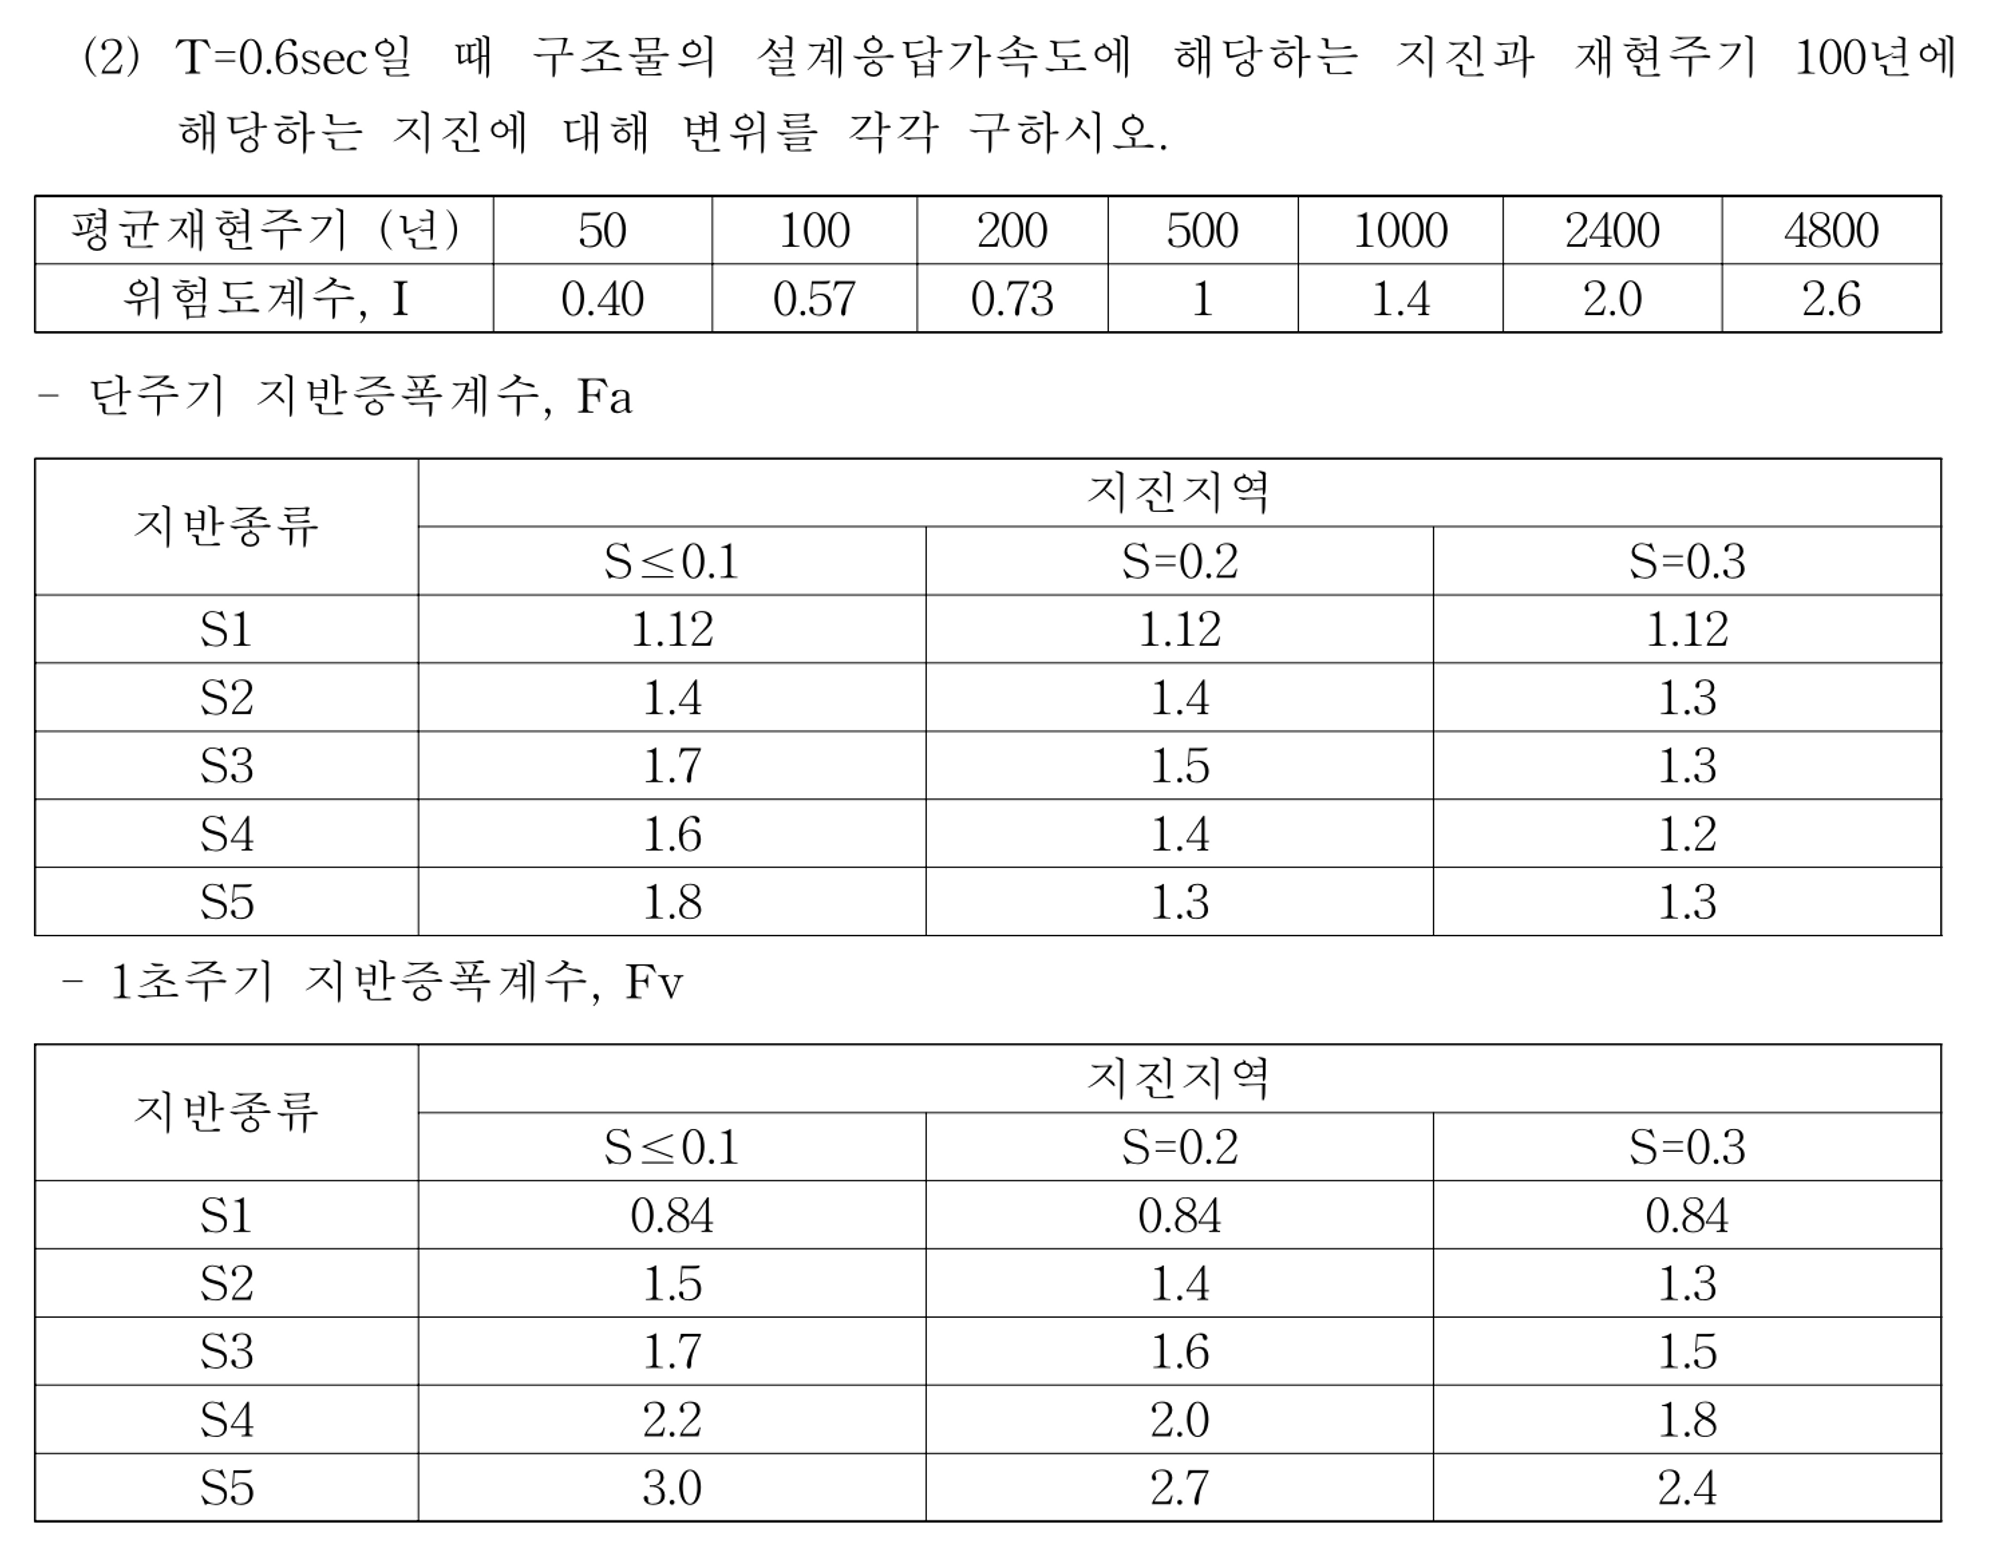 (2) T=0.6sec일 때 구조물의 설계응답가속도에 해당하는 지진과 재현주기 100년에
해당하는 지진에 대해 변위를 각각 구하시오.
평균재현주기 (년) 50 100 200 500 1000 2400 4800
위험도계수, I 0.40 0.57 0.73 1 1.4 2.0 2.6
- 단주기 지반증폭계수, Fa
지반종류 지진지역
S≤0.1 S=0.2 S=0.3
S1 1.12 1.12 1.12
S2 1.4 1.4 1.3
S3 1.7 1.5 1.3
S4 1.6 1.4 1.2
S5 1.8 1.3 1.3
- 1초주기 지반증폭계수, Fv
지반종류 지진지역
S≤0.1 S=0.2 S=0.3
S1 0.84 0.84 0.84
S2 1.5 1.4 1.3
S3 1.7 1.6 1.5
S4 2.2 2.0 1.8
S5 3.0 2.7 2.4